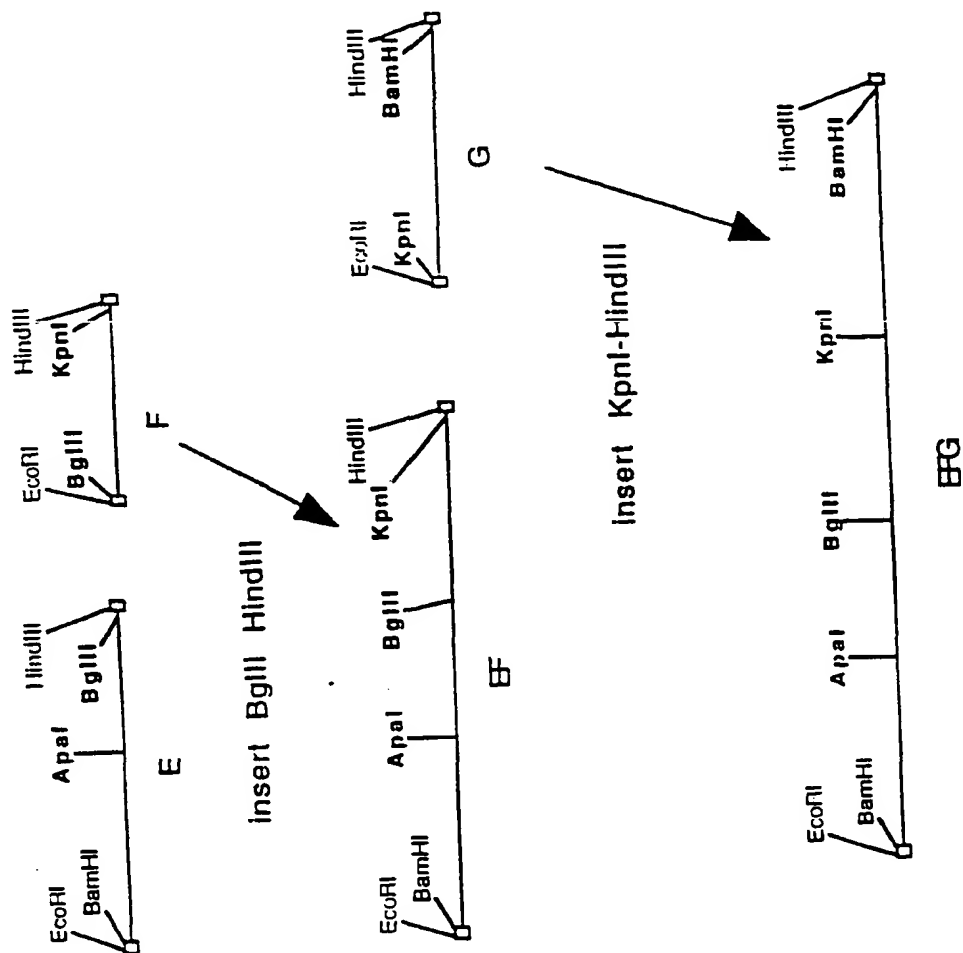 EcoRI
BamHI
ApaI
HindIII
BglII
E
EcoRI
BglII
HindIII
KpnI
F
insert BglII HindIII
EcoRI
BamHI
ApaI
BglII
KpnI
HindIII
EF
EcoRI
KpnI
HindIII
BamHI
G
insert KpnI-HindIII
EcoRI
BamHI
ApaI
BglII
KpnI
HindIII
BamHI
EFG